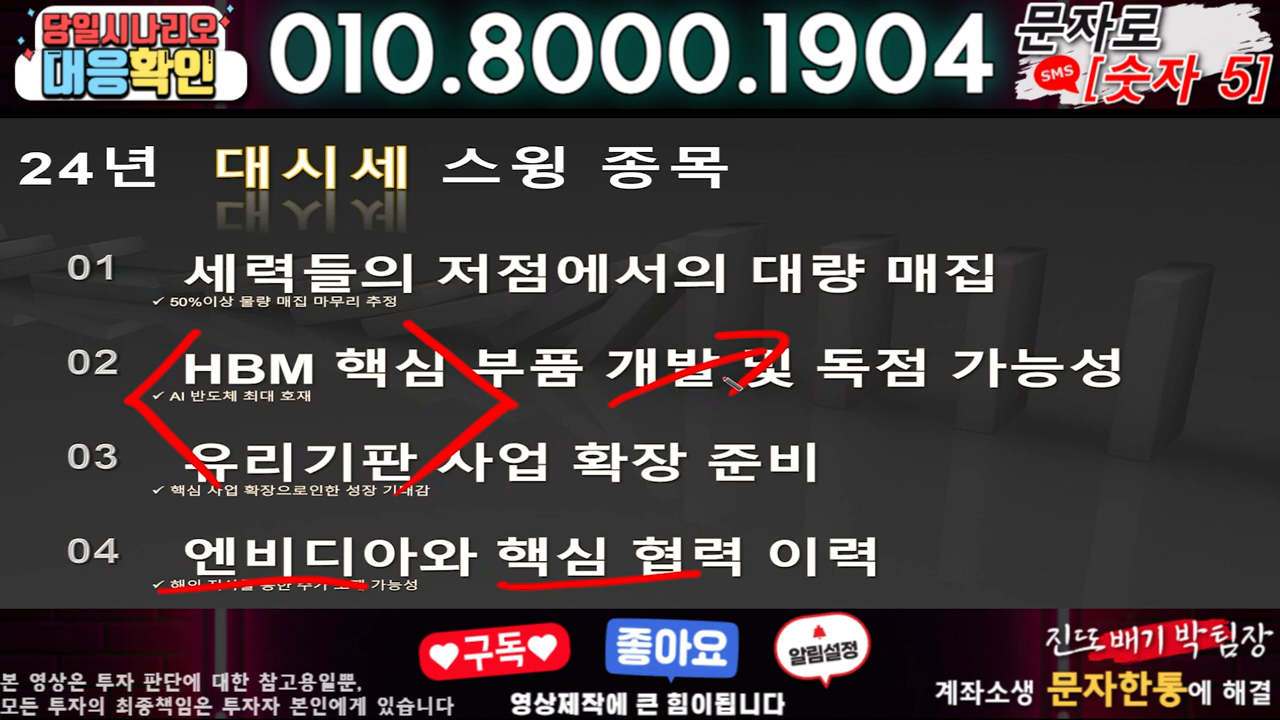 당일시나리오
대응확인
010.8000.1904
문자로
SMS [숫자 5]
24년 대시세 스윙 종목
01 세력들의 저점에서의 대량 매집
✓ 50%이상 물량 매집 마무리 추정
02 HBM 핵심 부품 개발 및 독점 가능성
✓ AI 반도체 최대 호재
03 유리기판 사업 확장 준비
✓ 핵심 사업 확장으로인한 성장 기대감
04 엔비디아와 핵심 협력 이력
✓ 가능성
구독
좋아요
알림설정
영상제작에 큰 힘이됩니다
본 영상은 투자 판단에 대한 참고용일뿐,
모든 투자의 최종책임은 투자자 본인에게 있습니다
진또배기 박팀장
계좌소생 문자한통에 해결